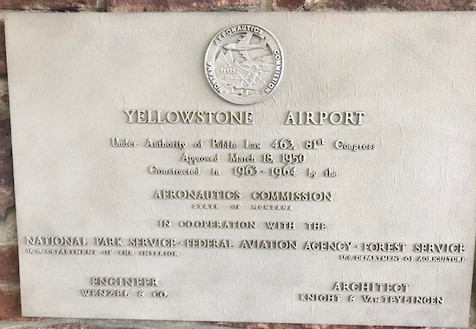 AERONAUTICS
MONTANA COMMISSION
YELLOWSTONE AIRPORT
Under Authority of Public Law 463, 81st Congress
Approved March 18, 1950
Constructed in 1963-1964 by the
AERONAUTICS COMMISSION
STATE OF MONTANA
IN COOPERATION WITH THE
NATIONAL PARK SERVICE · FEDERAL AVIATION AGENCY · FOREST SERVICE
U.S. DEPARTMENT OF THE INTERIOR U.S. DEPARTMENT OF AGRICULTURE
ENGINEER ARCHITECT
WENZEL & CO. KNIGHT & VANTEYLINGEN